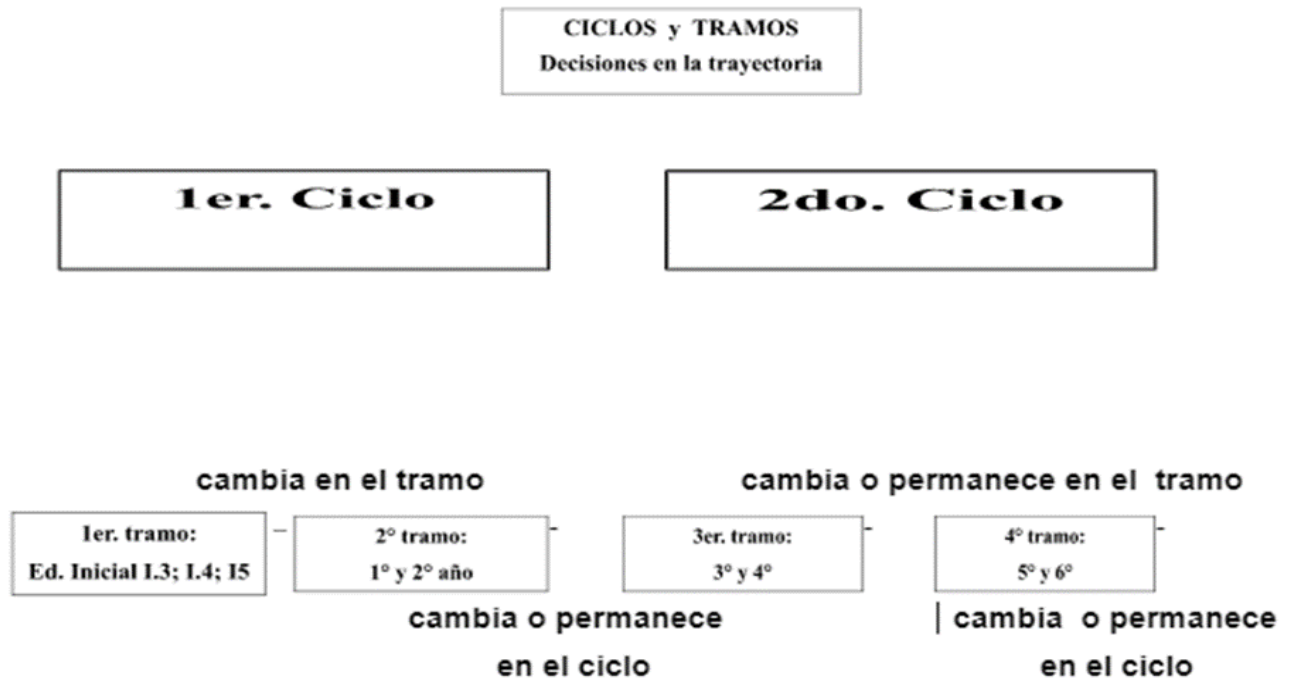 CICLOS y TRAMOS
Decisiones en la trayectoria
1er. Ciclo
2do. Ciclo
cambia en el tramo
cambia o permanece en el tramo
1er. tramo:
Ed. Inicial I.3; I.4; I5
2° tramo:
1° y 2° año
3er. tramo:
3° y 4°
4° tramo:
5° y 6°
cambia o permanece
en el ciclo
cambia o permanece
en el ciclo